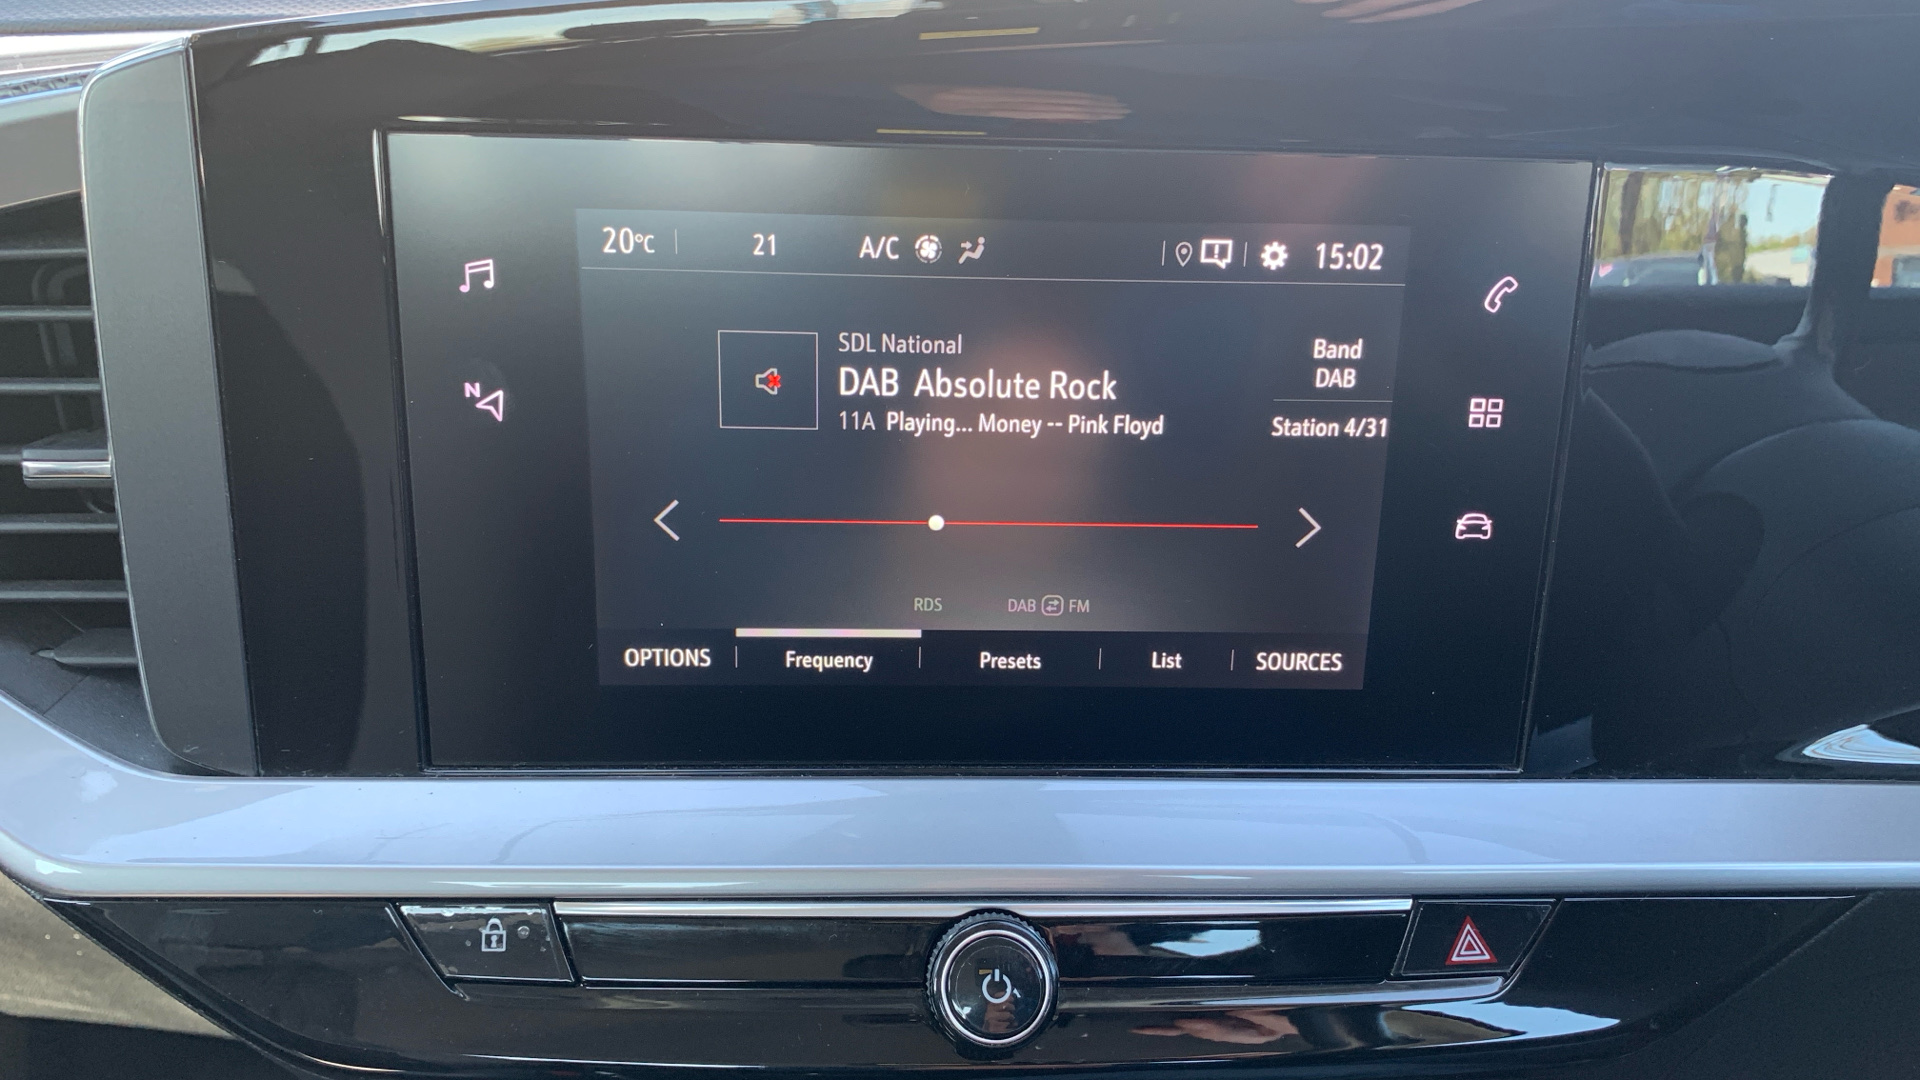 20°C 21 A/C 15:02
N
SDL National
DAB Absolute Rock
11A Playing... Money -- Pink Floyd
Band
DAB
Station 4/31
RDS DAB FM
OPTIONS Frequency Presets List SOURCES